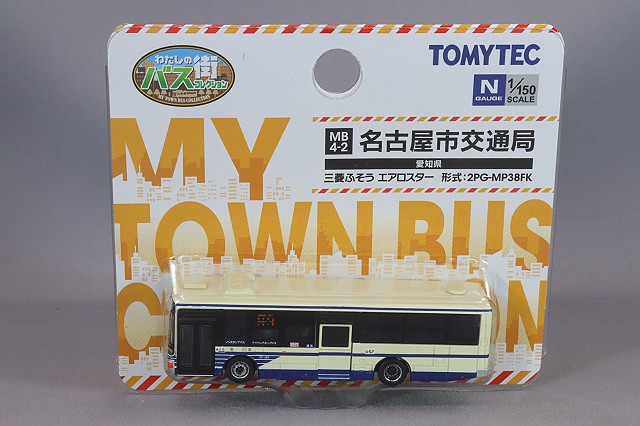 わたしの街
バス
コレクション
MY TOWN BUS COLLECTION
TOMYTEC
N
GAUGE
1/150
SCALE
MB
4-2
名古屋市交通局
愛知県
三菱ふそう エアロスター 形式:2PG-MP38FK
MY
TOWN BUS
C
N